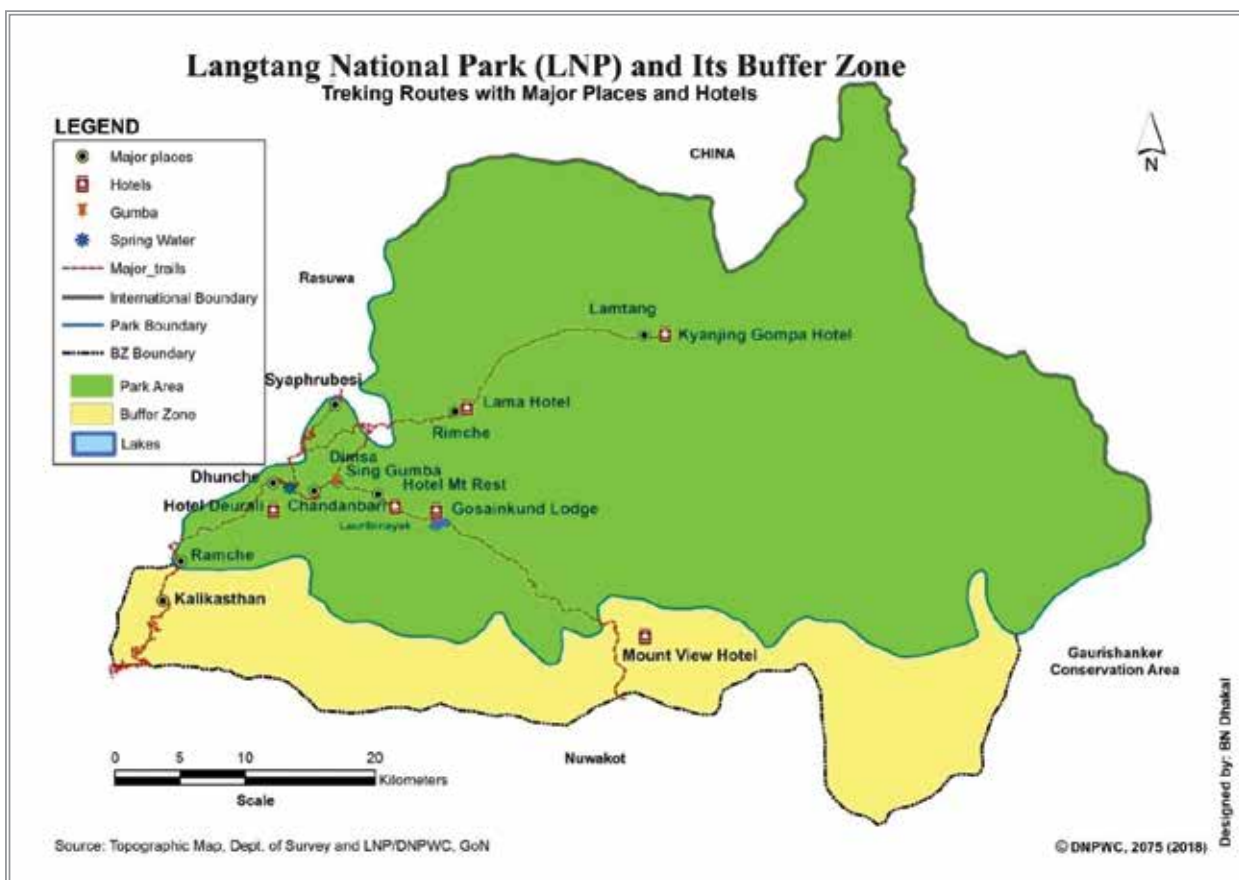 Langtang National Park (LNP) and Its Buffer Zone
Treking Routes with Major Places and Hotels
LEGEND
Major places
Hotels
Gumba
Spring Water
Major_trails
International Boundary
Park Boundary
BZ Boundary
Park Area
Buffer Zone
Lakes
CHINA
N
Rasuwa
Lamtang
Kyanjing Gompa Hotel
Syaphrubesi
Lama Hotel
Rimche
Dimsa
Sing Gumba
Dhunche
Hotel Mt Rest
Hotel Deurali
Chandanbari
Gosainkund Lodge
Ramche
Kalikasthan
Mount View Hotel
Gaurishanker
Conservation Area
Nuwakot
0 5 10 20
Kilometers
Scale
Source: Topographic Map, Dept. of Survey and LNP/DNPWC, GoN
© DNPWC, 2075 (2018)
Designed by: BN Dhakal